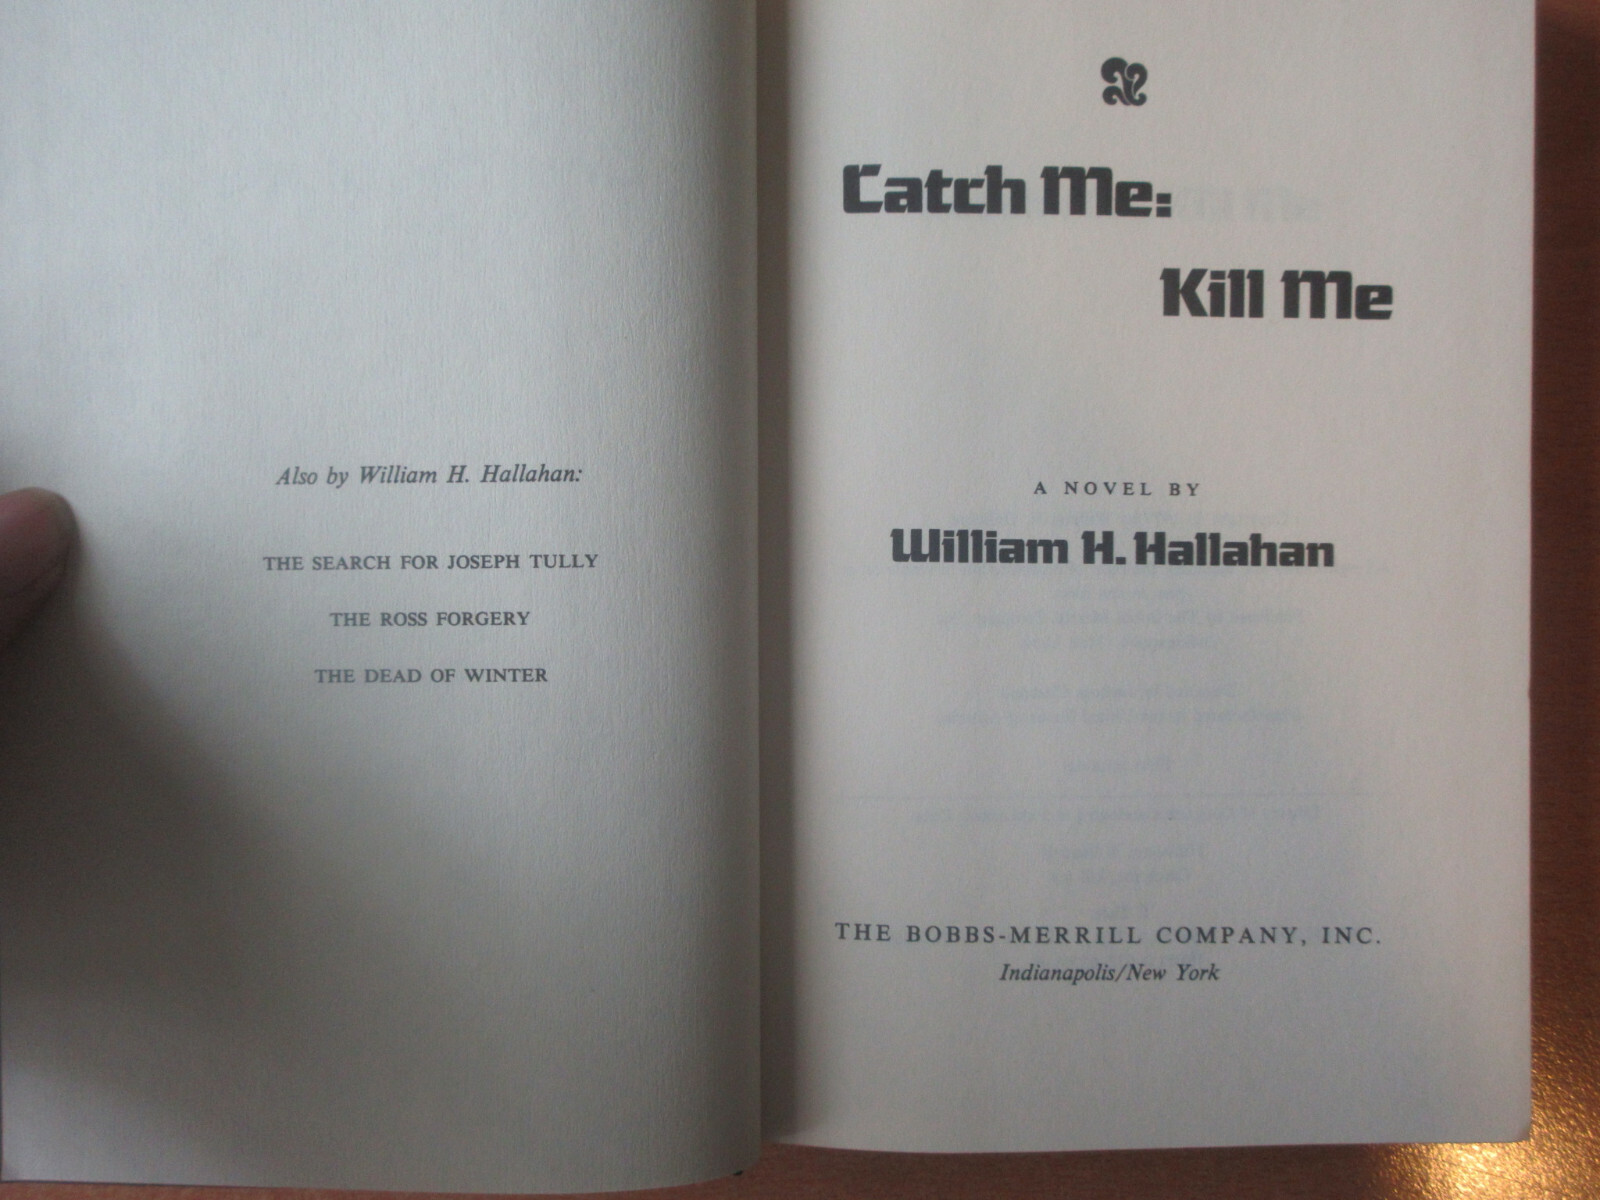 Also by William H. Hallahan:
THE SEARCH FOR JOSEPH TULLY
THE ROSS FORGERY
THE DEAD OF WINTER
Catch Me:
Kill Me
A NOVEL BY
William H. Hallahan
THE BOBBS-MERRILL COMPANY, INC.
Indianapolis/New York